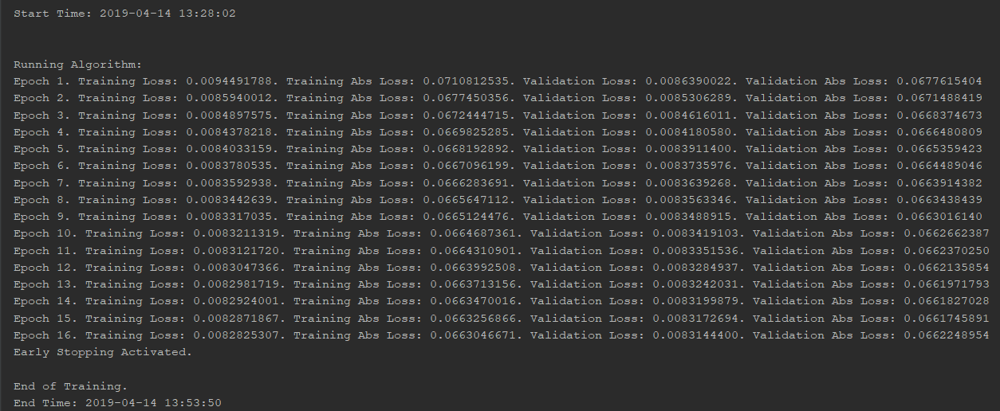 Start Time: 2019-04-14 13:28:02
Running Algorithm:
Epoch 1. Training Loss: 0.0094491788. Training Abs Loss: 0.0710812535. Validation Loss: 0.0086390022. Validation Abs Loss: 0.0677615404
Epoch 2. Training Loss: 0.0085940012. Training Abs Loss: 0.0677450356. Validation Loss: 0.0085306289. Validation Abs Loss: 0.0671488419
Epoch 3. Training Loss: 0.0084897575. Training Abs Loss: 0.0672444715. Validation Loss: 0.0084616011. Validation Abs Loss: 0.0668374673
Epoch 4. Training Loss: 0.0084378218. Training Abs Loss: 0.0669825285. Validation Loss: 0.0084180580. Validation Abs Loss: 0.0666480809
Epoch 5. Training Loss: 0.0084033159. Training Abs Loss: 0.0668192892. Validation Loss: 0.0083911400. Validation Abs Loss: 0.0665359423
Epoch 6. Training Loss: 0.0083780535. Training Abs Loss: 0.0667096199. Validation Loss: 0.0083735976. Validation Abs Loss: 0.0664489046
Epoch 7. Training Loss: 0.0083592938. Training Abs Loss: 0.0666283691. Validation Loss: 0.0083639268. Validation Abs Loss: 0.0663914382
Epoch 8. Training Loss: 0.0083442639. Training Abs Loss: 0.0665647112. Validation Loss: 0.0083563346. Validation Abs Loss: 0.0663438439
Epoch 9. Training Loss: 0.0083317035. Training Abs Loss: 0.0665124476. Validation Loss: 0.0083488915. Validation Abs Loss: 0.0663016140
Epoch 10. Training Loss: 0.0083211319. Training Abs Loss: 0.0664687361. Validation Loss: 0.0083419103. Validation Abs Loss: 0.0662662387
Epoch 11. Training Loss: 0.0083121720. Training Abs Loss: 0.0664310901. Validation Loss: 0.0083351536. Validation Abs Loss: 0.0662370250
Epoch 12. Training Loss: 0.0083047366. Training Abs Loss: 0.0663992508. Validation Loss: 0.0083284937. Validation Abs Loss: 0.0662135854
Epoch 13. Training Loss: 0.0082981719. Training Abs Loss: 0.0663713156. Validation Loss: 0.0083242031. Validation Abs Loss: 0.0661971793
Epoch 14. Training Loss: 0.0082924001. Training Abs Loss: 0.0663470016. Validation Loss: 0.0083199879. Validation Abs Loss: 0.0661827028
Epoch 15. Training Loss: 0.0082871867. Training Abs Loss: 0.0663256866. Validation Loss: 0.0083172694. Validation Abs Loss: 0.0661745891
Epoch 16. Training Loss: 0.0082825307. Training Abs Loss: 0.0663046671. Validation Loss: 0.0083144400. Validation Abs Loss: 0.0662248954
Early Stopping Activated.
End of Training.
End Time: 2019-04-14 13:53:50